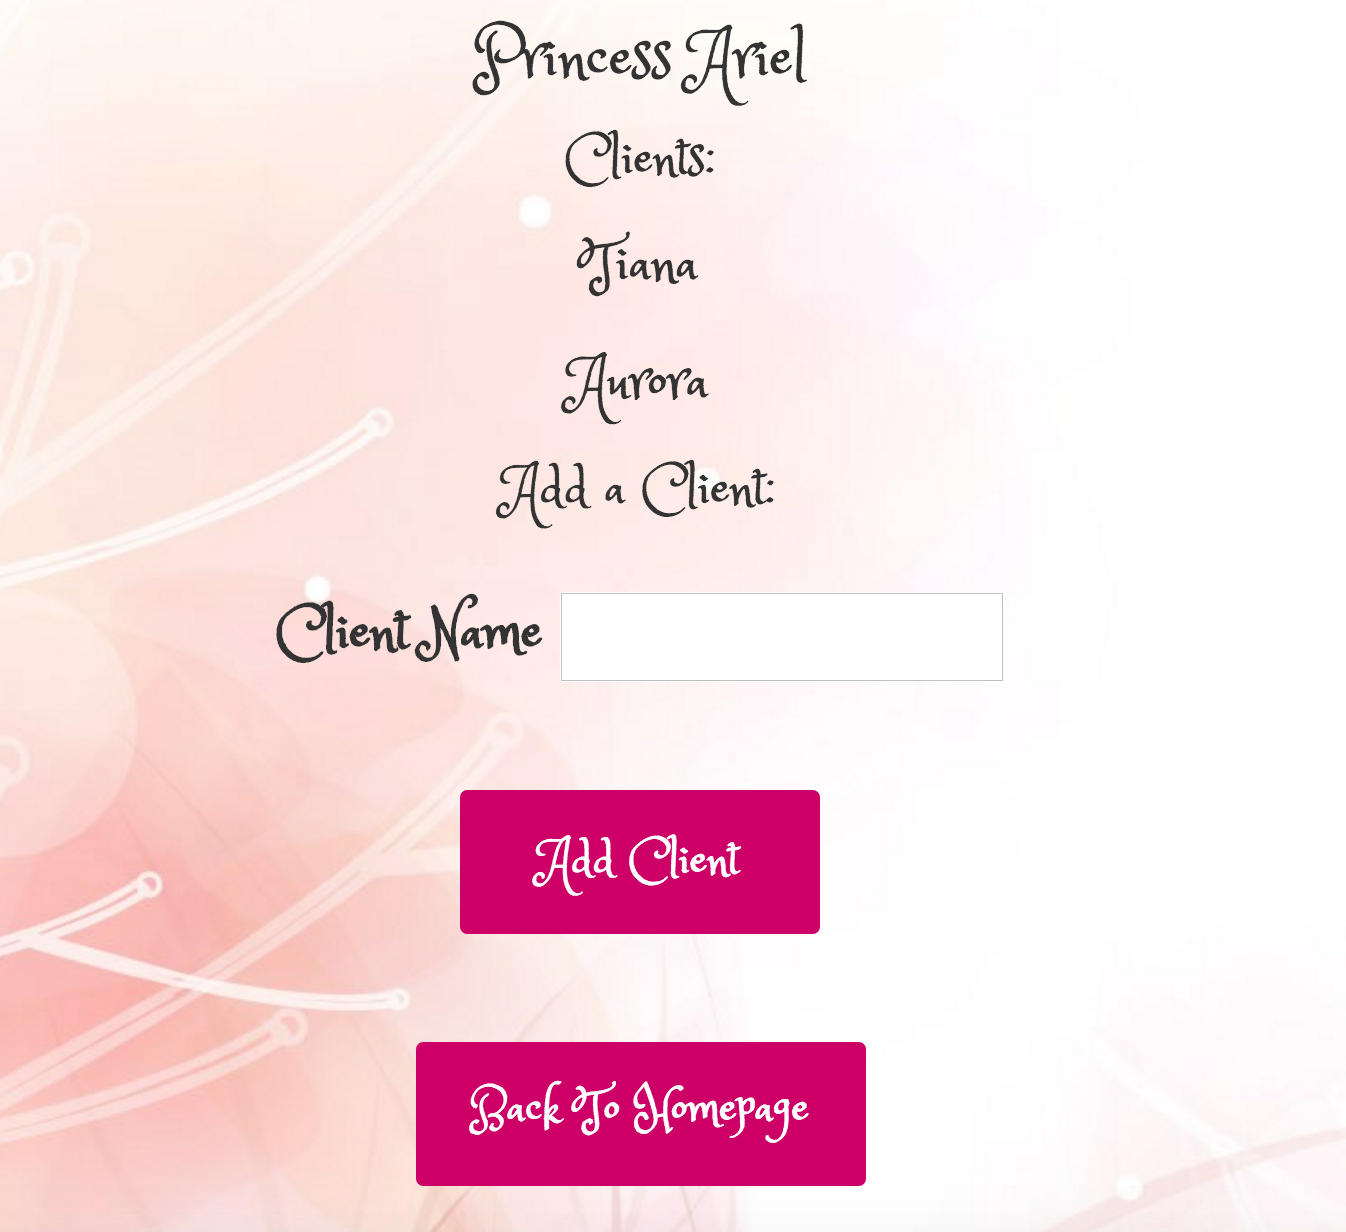 Princess Ariel
Clients:
Tiana
Aurora
Add a Client:
Client Name
Add Client
Back To Homepage